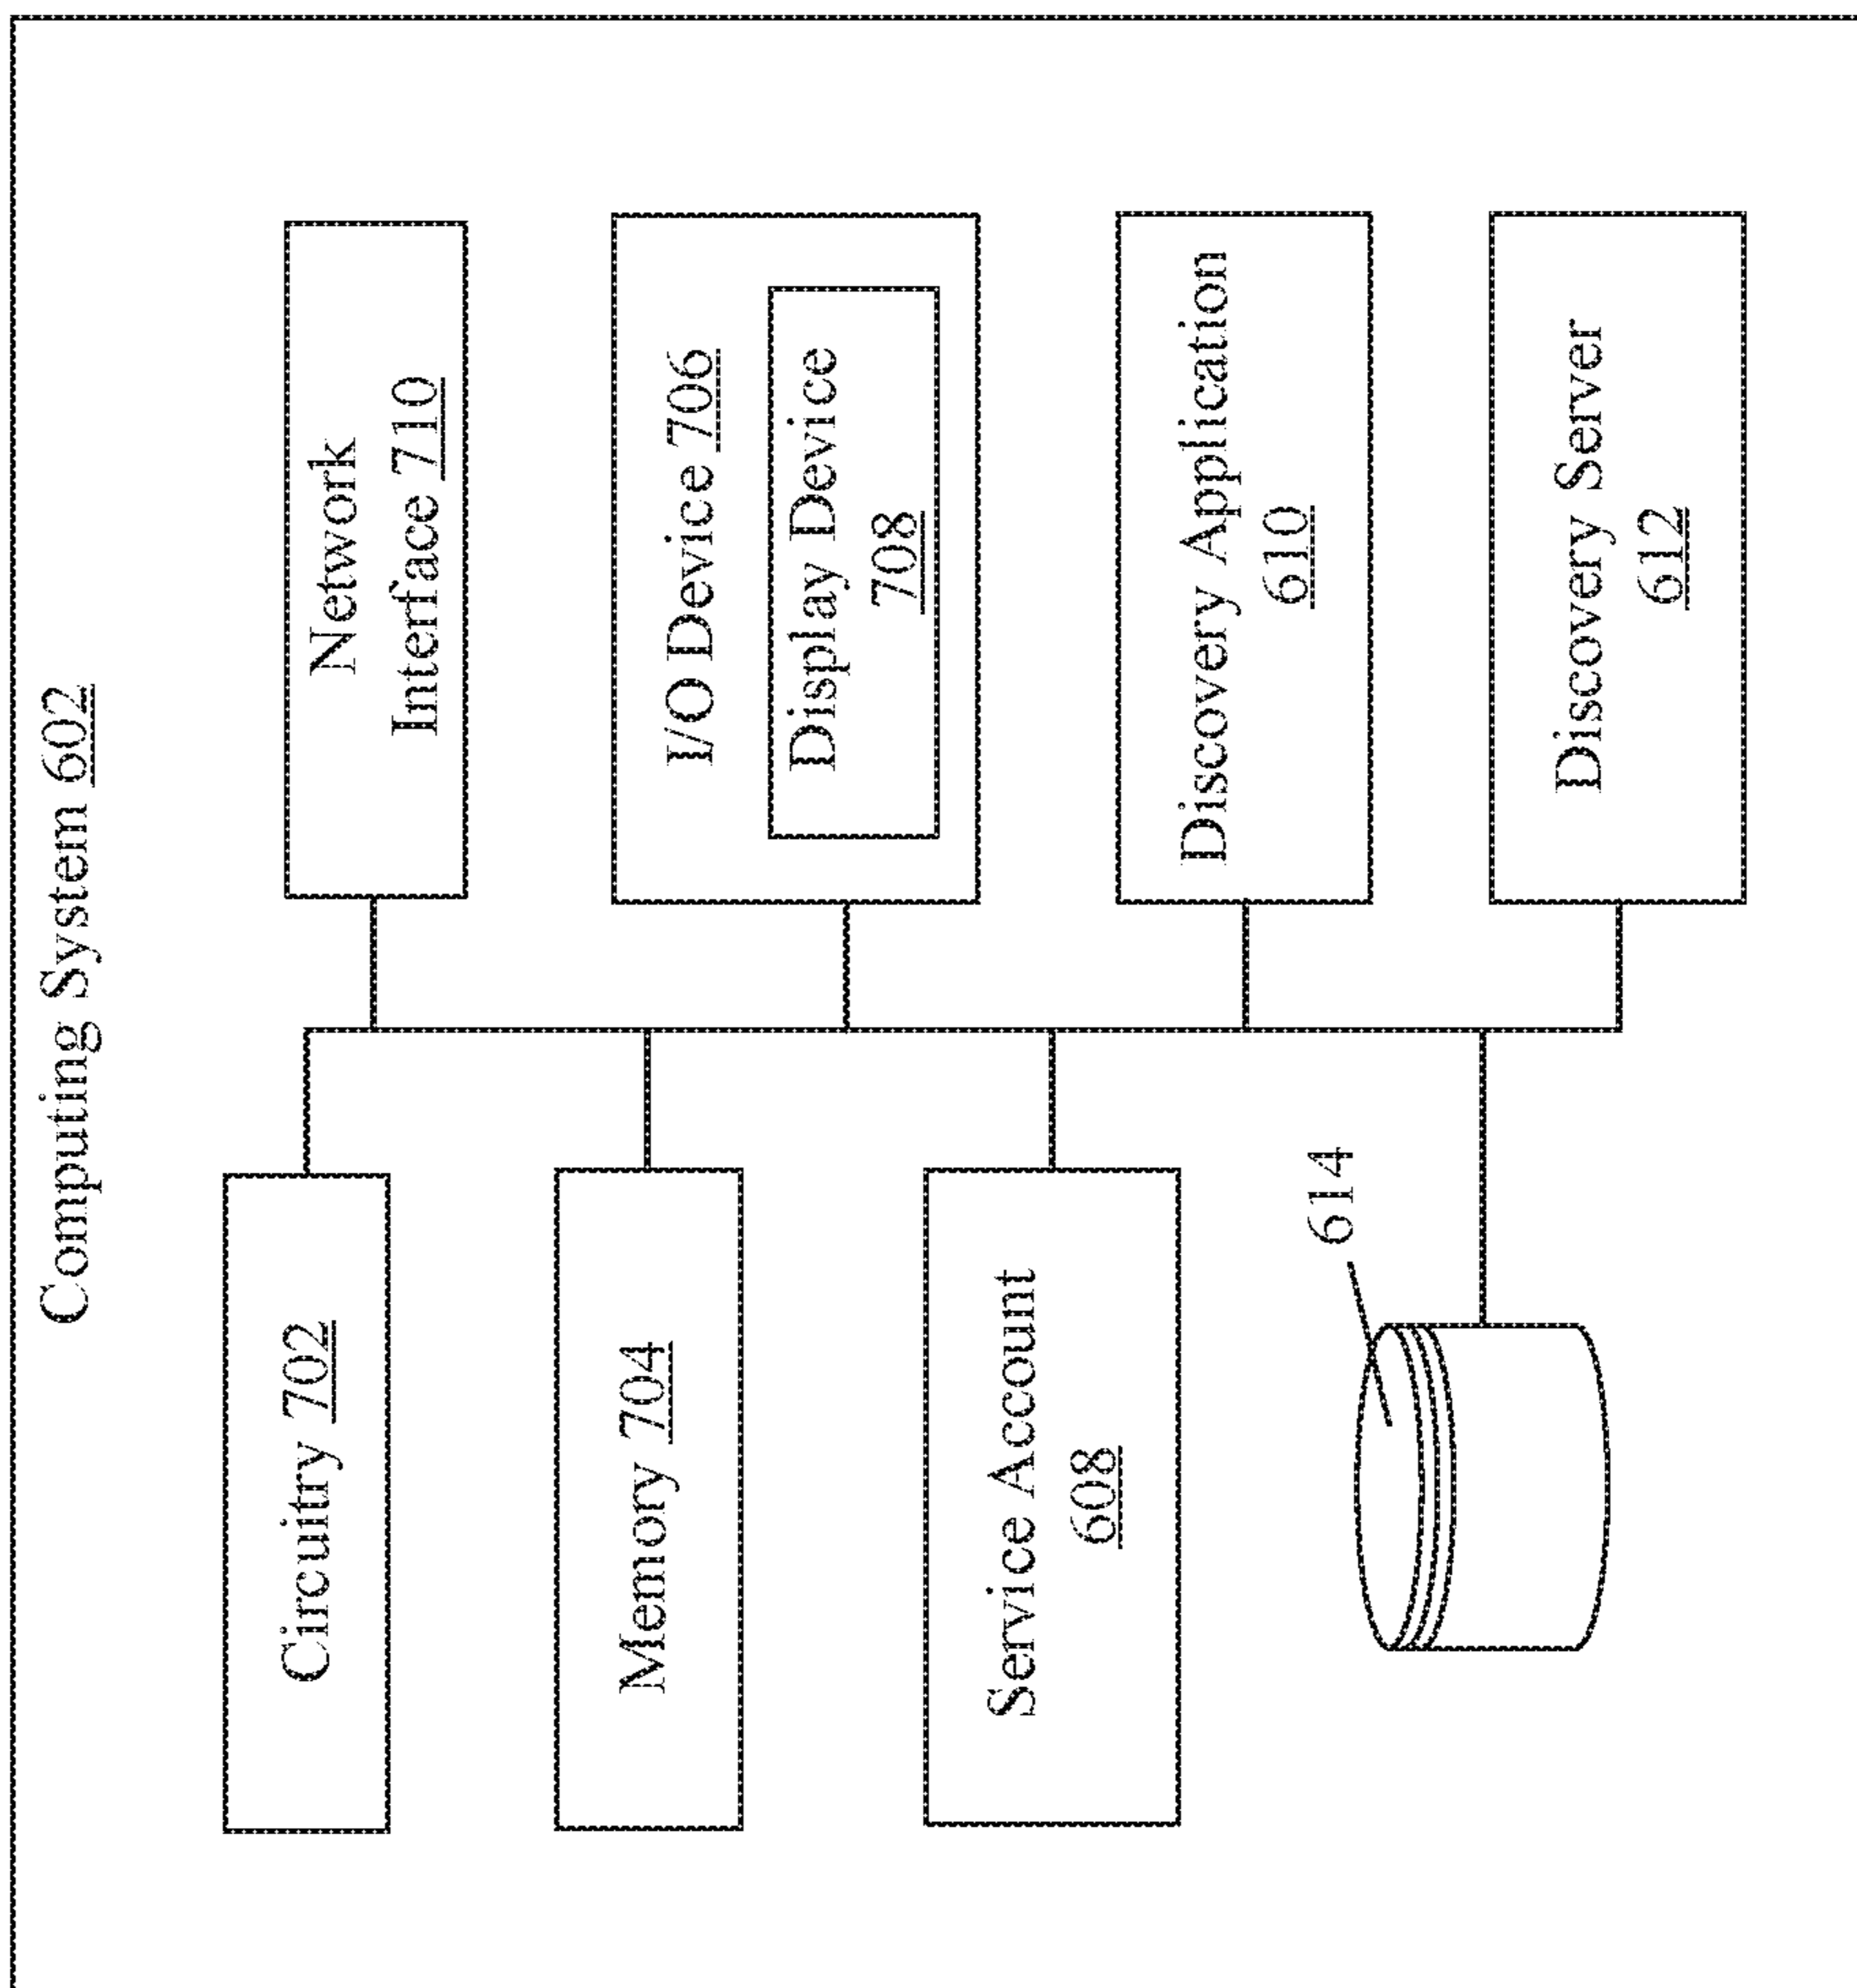 Computing System 602
Circuitry 702
Network
Interface 710
Memory 704
I/O Device 706
Display Device
708
Service Account
608
Discovery Application
610
614
Discovery Server
612